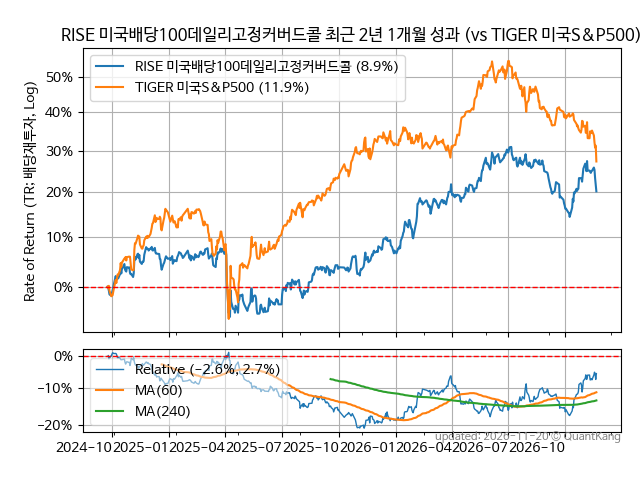 RISE 미국배당100데일리고정커버드콜 최근 2년 1개월 성과 (vs TIGER 미국S&P500)
RISE 미국배당100데일리고정커버드콜 (8.9%)
TIGER 미국S&P500 (11.9%)
Rate of Return (TR: 배당재투자, Log)
50%
40%
30%
20%
10%
0%
Relative (-2.6%, 2.7%)
MA(60)
MA(240)
0%
-10%
-20%
2024-10
2025-01
2025-04
2025-07
2025-10
2026-01
2026-04
2026-07
2026-10
updated: 2026-11-20 © QuantKang